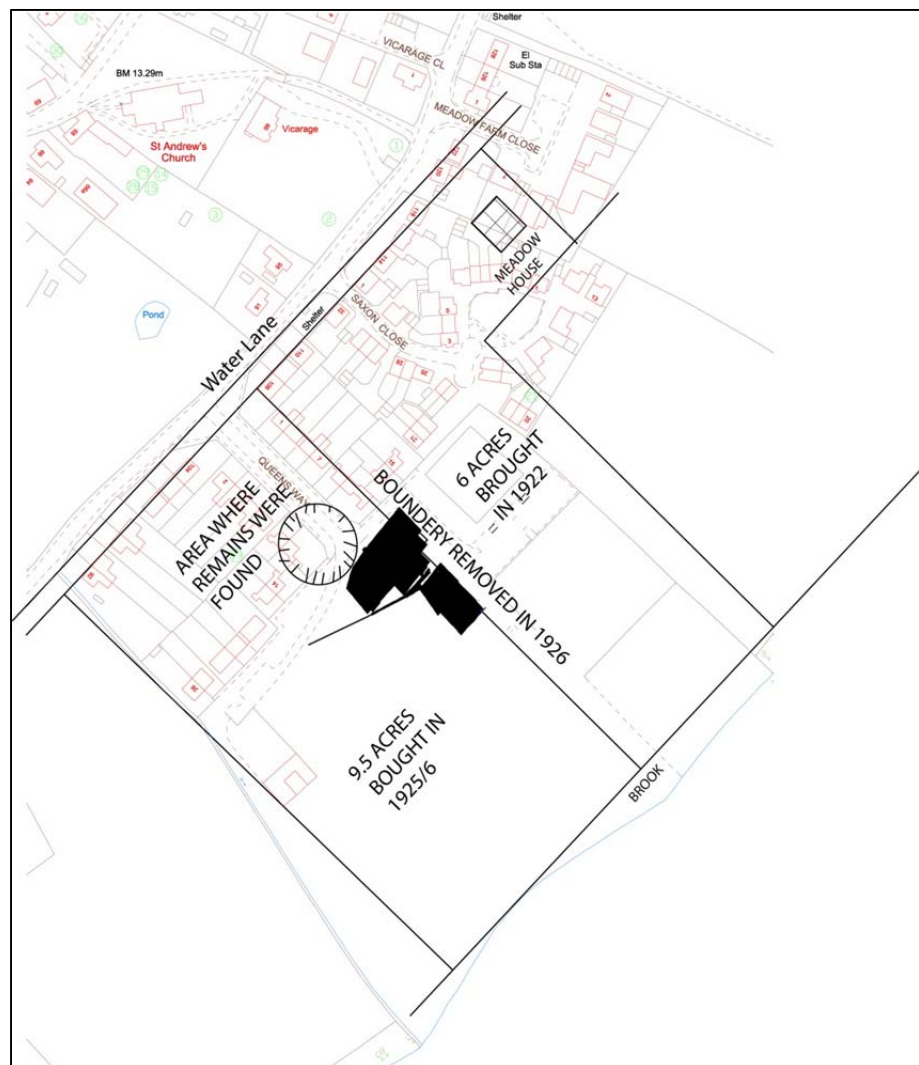 Shelter
VICARAGE CL
El
Sub Sta
BM 13.29m
MEADOW FARM CLOSE
Vicarage
St Andrew's
Church
MEADOW
HOUSE
Pond
Water Lane
Shelter
SAXON CLOSE
6 ACRES
BROUGHT
IN 1922
QUEENS WAY
BOUNDERY REMOVED IN 1926
AREA WHERE
REMAINS WERE
FOUND
9.5 ACRES
BOUGHT IN
1925/6
BROOK